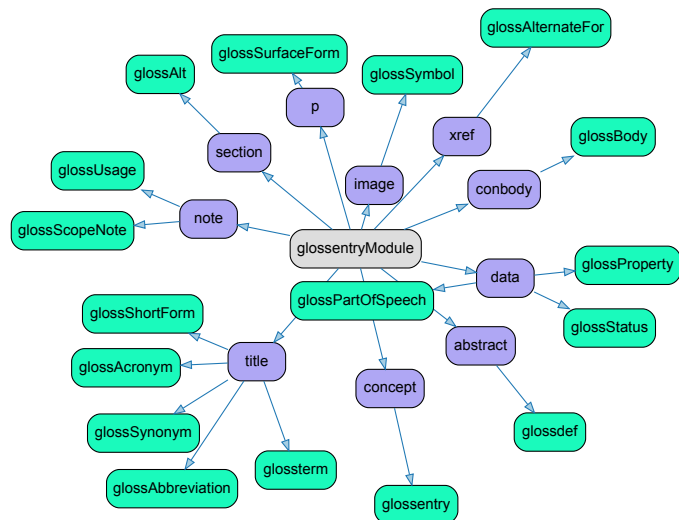 glossAlternateFor
glossSurfaceForm
glossAlt
glossSymbol
p
xref
glossBody
section
glossUsage
image
conbody
note
glossScopeNote
glossentryModule
glossProperty
data
glossPartOfSpeech
glossShortForm
glossStatus
abstract
title
glossAcronym
concept
glossdef
glossSynonym
glossterm
glossAbbreviation
glossentry